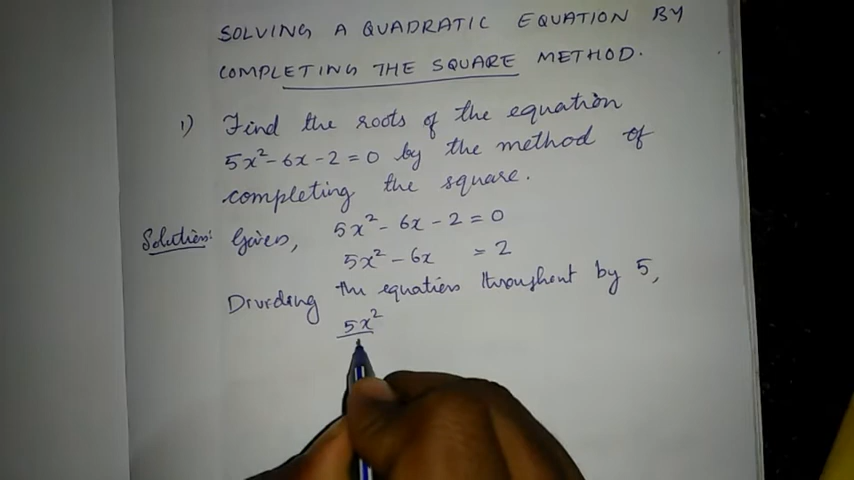 SOLVING A QUADRATIC EQUATION BY
COMPLETING THE SQUARE METHOD.
1) Find the roots of the equation
5x² - 6x - 2 = 0 by the method of
completing the square.
Solution: Given, 5x² - 6x - 2 = 0
5x² - 6x = 2
Dividing the equation throughout by 5,
5x²